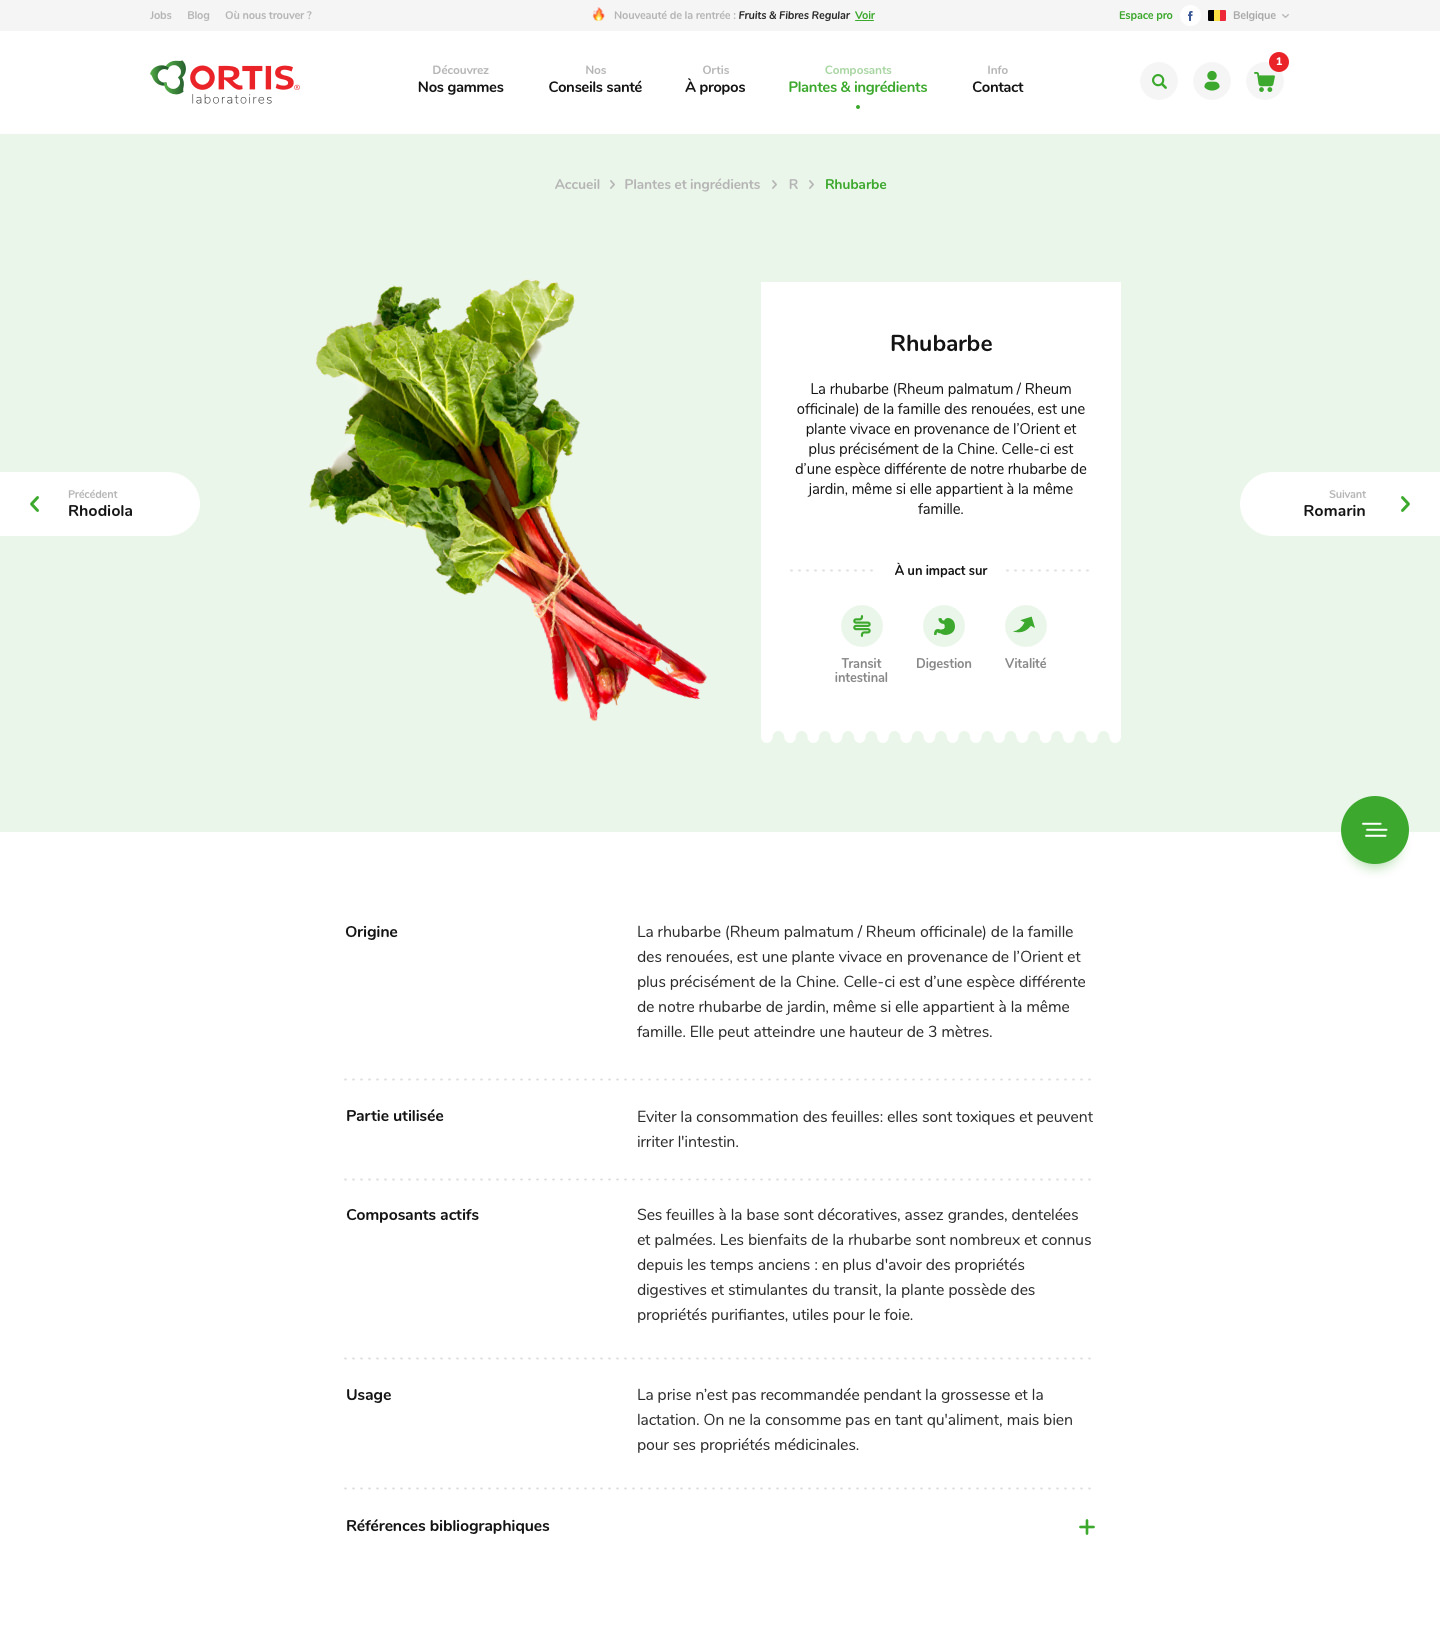 Jobs Blog Où nous trouver ?
Nouveauté de la rentrée : Fruits & Fibres Regular Voir
Espace pro f Belgique
ORTIS®
laboratoires
Découvrez
Nos gammes
Nos
Conseils santé
Ortis
À propos
Composants
Plantes & ingrédients
Info
Contact
1
Accueil Plantes et ingrédients R Rhubarbe
Rhubarbe
La rhubarbe (Rheum palmatum / Rheum
officinale) de la famille des renouées, est une
plante vivace en provenance de l’Orient et
plus précisément de la Chine. Celle-ci est
d’une espèce différente de notre rhubarbe de
jardin, même si elle appartient à la même
famille.
Précédent
Rhodiola
Suivant
Romarin
À un impact sur
Transit
intestinal
Digestion
Vitalité
Origine
La rhubarbe (Rheum palmatum / Rheum officinale) de la famille
des renouées, est une plante vivace en provenance de l’Orient et
plus précisément de la Chine. Celle-ci est d’une espèce différente
de notre rhubarbe de jardin, même si elle appartient à la même
famille. Elle peut atteindre une hauteur de 3 mètres.
Partie utilisée
Eviter la consommation des feuilles: elles sont toxiques et peuvent
irriter l'intestin.
Composants actifs
Ses feuilles à la base sont décoratives, assez grandes, dentelées
et palmées. Les bienfaits de la rhubarbe sont nombreux et connus
depuis les temps anciens : en plus d'avoir des propriétés
digestives et stimulantes du transit, la plante possède des
propriétés purifiantes, utiles pour le foie.
Usage
La prise n’est pas recommandée pendant la grossesse et la
lactation. On ne la consomme pas en tant qu'aliment, mais bien
pour ses propriétés médicinales.
Références bibliographiques